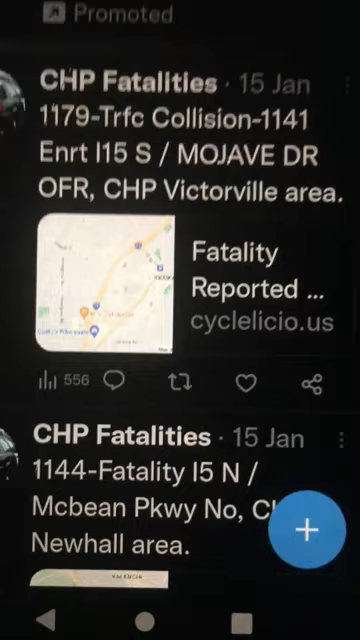 Promoted
CHP Fatalities · 15 Jan
1179-Trfc Collision-1141
Enrt I15 S / MOJAVE DR
OFR, CHP Victorville area.
Fatality
Reported ...
cyclelicio.us
556
CHP Fatalities · 15 Jan
1144-Fatality I5 N /
Mcbean Pkwy No, C
Newhall area.
VALENCIA